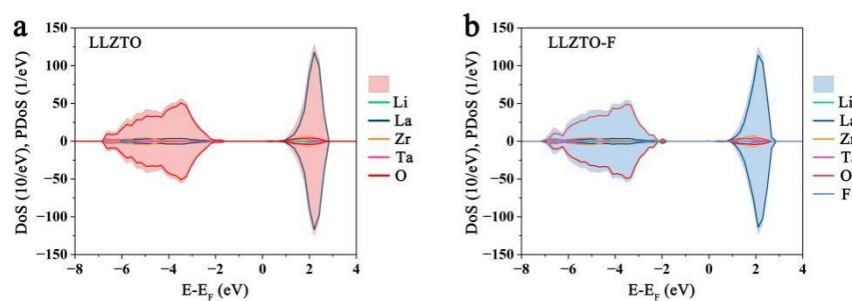 a
LLZTO
DoS (10/eV), PDoS (1/eV)
150
100
50
0
−50
−100
−150
−8
−6
−4
−2
0
2
4
E-E_F (eV)
Li
La
Zr
Ta
O
b
LLZTO-F
DoS (10/eV), PDoS (1/eV)
150
100
50
0
−50
−100
−150
−8
−6
−4
−2
0
2
4
E-E_F (eV)
Li
La
Zr
Ta
O
F